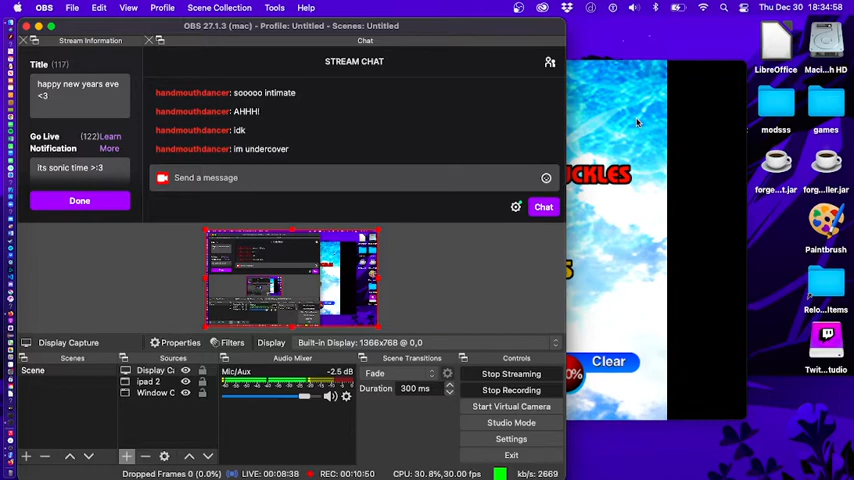 OBS File Edit View Profile Scene Collection Tools Help
Thu Dec 30 18:34:58
OBS 27.1.3 (mac) - Profile: Untitled - Scenes: Untitled
Stream Information
Chat
Title (117)
happy new years eve
<3
Go Live (122)Learn
Notification More
its sonic time >:3
Done
STREAM CHAT
handmouthdancer: sooooo intimate
handmouthdancer: AHHH!
handmouthdancer: idk
handmouthdancer: im undercover
Send a message
Chat
Display Capture
Properties
Filters
Display
Built-in Display: 1366x768 @ 0,0
Scenes
Scene
Sources
Display Ca
ipad 2
Window C
Audio Mixer
Mic/Aux
-2.5 dB
Scene Transitions
Fade
Duration 300 ms
Controls
Stop Streaming
Stop Recording
Start Virtual Camera
Studio Mode
Settings
Exit
Dropped Frames 0 (0.0%)
LIVE: 00:08:38
REC: 00:10:50
CPU: 30.8%,30.00 fps
kb/s: 2669
UCKLES
S
0%
Clear
LibreOffice
Maci...h HD
modsss
games
forge...t.jar
forg...ller.jar
Paintbrush
Relo...Items
Twit...tudio